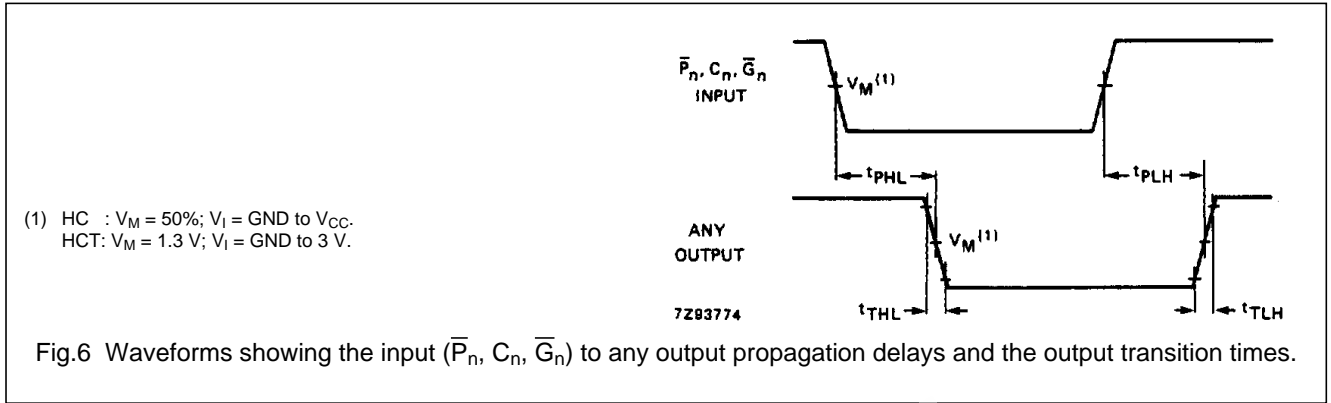 P̅n, Cn, G̅n
INPUT
VM(1)
tPHL
tPLH
(1) HC : VM = 50%; VI = GND to VCC.
HCT: VM = 1.3 V; VI = GND to 3 V.
ANY
OUTPUT
VM(1)
7Z93774
tTHL
tTLH
Fig.6 Waveforms showing the input (P̅n, Cn, G̅n) to any output propagation delays and the output transition times.